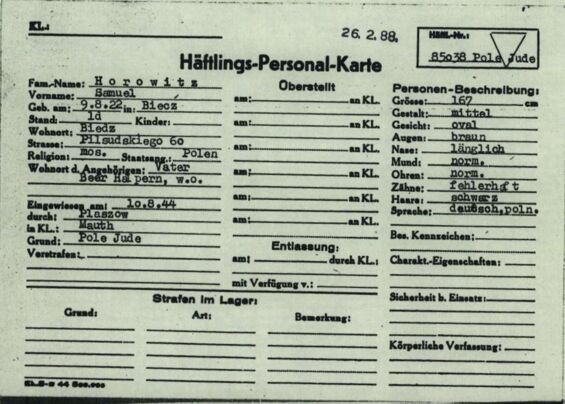 KL.:
26.2.88.
Häftl.-Nr.:
85038 Pole Jude
Häftlings-Personal-Karte
Fam.-Name: Horowitz
Vorname: Samuel
Geb. am: 9.8.22 in: Biecz
Stand: ld Kinder:
Wohnort: Biedz
Strasse: Pilsudskiego 60
Religion: mos. Staatsang.: Polen
Wohnort d. Angehörigen: Vater
Beer Halpern, w.o.
Eingewiesen am: 10.8.44
durch: Plaszow
in KL.: Mauth
Grund: Pole Jude
Vorstrafen:
Überstellt
am: an KL.
am: an KL.
am: an KL.
am: an KL.
am: an KL.
am: an KL.
Entlassung:
am: durch KL.:
mit Verfügung v.:
Personen-Beschreibung:
Grösse: 167 cm
Gestalt: mittel
Gesicht: oval
Augen: braun
Nase: länglich
Mund: norm.
Ohren: norm.
Zähne: fehlerhft
Haare: schwarz
Sprache: deutsch,poln.
Bes. Kennzeichen:
Charakt.-Eigenschaften:
Sicherheit b. Einsatz:
Körperliche Verfassung:
Strafen im Lager:
Grund: Art: Bemerkung: